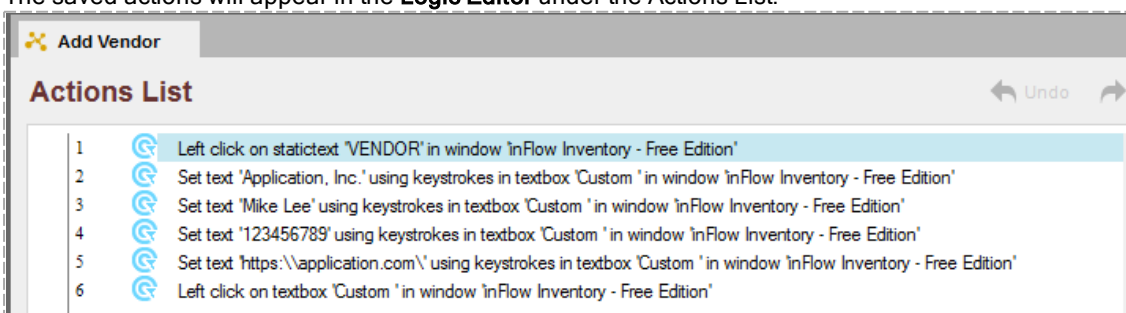 The saved actions will appear in the Logic Editor under the Actions List.
Add Vendor
Actions List
Undo
1 Left click on statictext 'VENDOR' in window 'inFlow Inventory - Free Edition'
2 Set text 'Application, Inc.' using keystrokes in textbox 'Custom ' in window 'inFlow Inventory - Free Edition'
3 Set text 'Mike Lee' using keystrokes in textbox 'Custom ' in window 'inFlow Inventory - Free Edition'
4 Set text '123456789' using keystrokes in textbox 'Custom ' in window 'inFlow Inventory - Free Edition'
5 Set text 'https:\\application.com\' using keystrokes in textbox 'Custom ' in window 'inFlow Inventory - Free Edition'
6 Left click on textbox 'Custom ' in window 'inFlow Inventory - Free Edition'